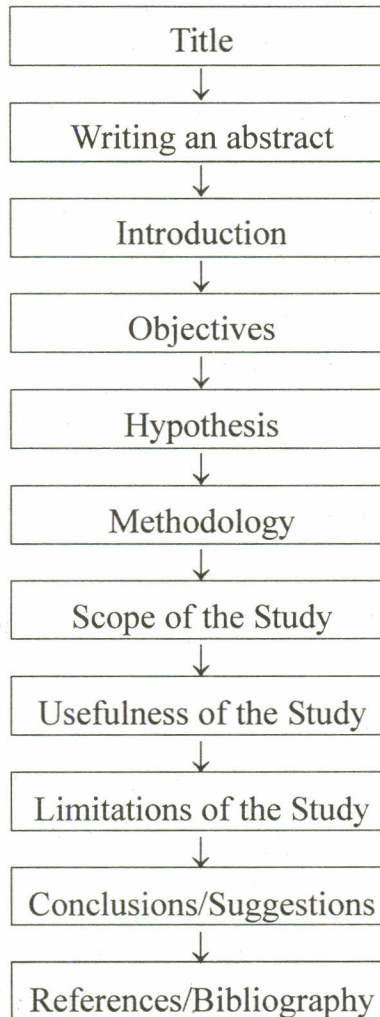 Title
Writing an abstract
Introduction
Objectives
Hypothesis
Methodology
Scope of the Study
Usefulness of the Study
Limitations of the Study
Conclusions/Suggestions
References/Bibliography